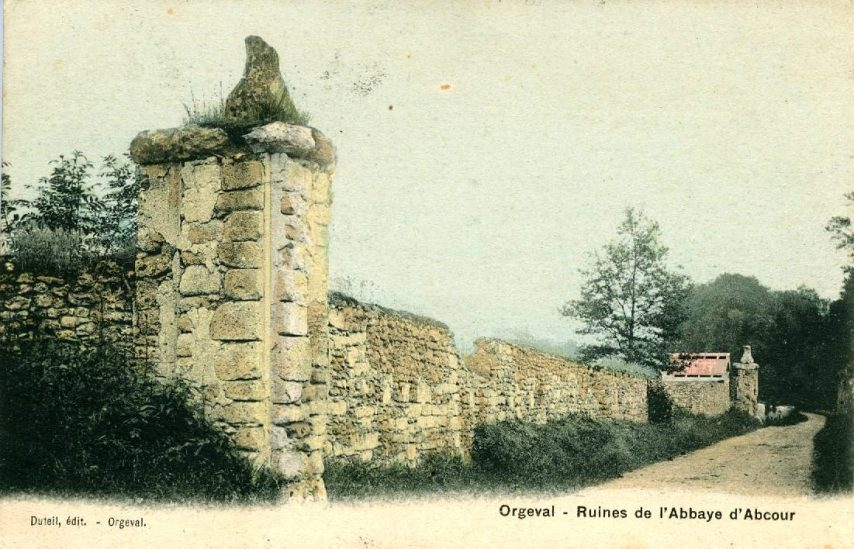 Orgeval - Ruines de l'Abbaye d'Abcour
Duteil, édit. - Orgeval.